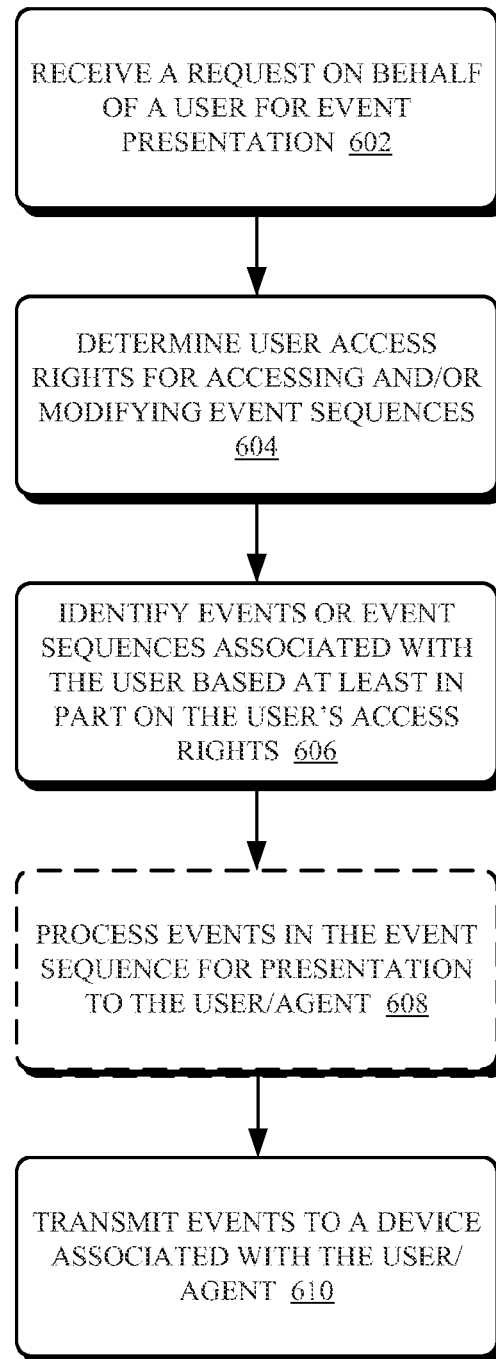 RECEIVE A REQUEST ON BEHALF
OF A USER FOR EVENT
PRESENTATION 602
DETERMINE USER ACCESS
RIGHTS FOR ACCESSING AND/OR
MODIFYING EVENT SEQUENCES
604
IDENTIFY EVENTS OR EVENT
SEQUENCES ASSOCIATED WITH
THE USER BASED AT LEAST IN
PART ON THE USER'S ACCESS
RIGHTS 606
PROCESS EVENTS IN THE EVENT
SEQUENCE FOR PRESENTATION
TO THE USER/AGENT 608
TRANSMIT EVENTS TO A DEVICE
ASSOCIATED WITH THE USER/
AGENT 610